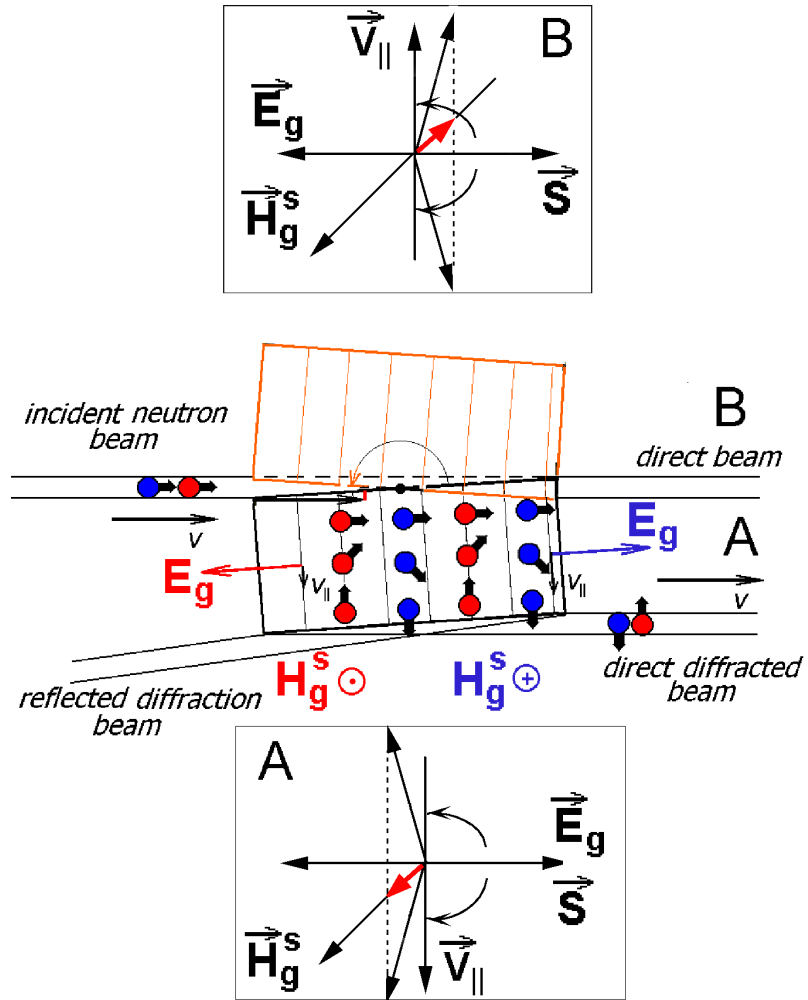 B
V||
Eg
Hgs
S
incident neutron
beam
B
direct beam
v
v
Eg
v||
Eg
v||
A
v
reflected diffraction
beam
Hgs ⊙
Hgs ⊕
direct diffracted
beam
A
Eg
S
Hgs
V||